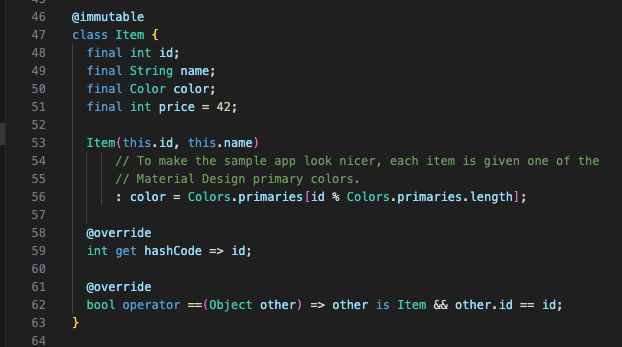 46 @immutable
47 class Item {
48   final int id;
49   final String name;
50   final Color color;
51   final int price = 42;
52
53   Item(this.id, this.name)
54       // To make the sample app look nicer, each item is given one of the
55       // Material Design primary colors.
56       : color = Colors.primaries[id % Colors.primaries.length];
57
58   @override
59   int get hashCode => id;
60
61   @override
62   bool operator ==(Object other) => other is Item && other.id == id;
63 }
64